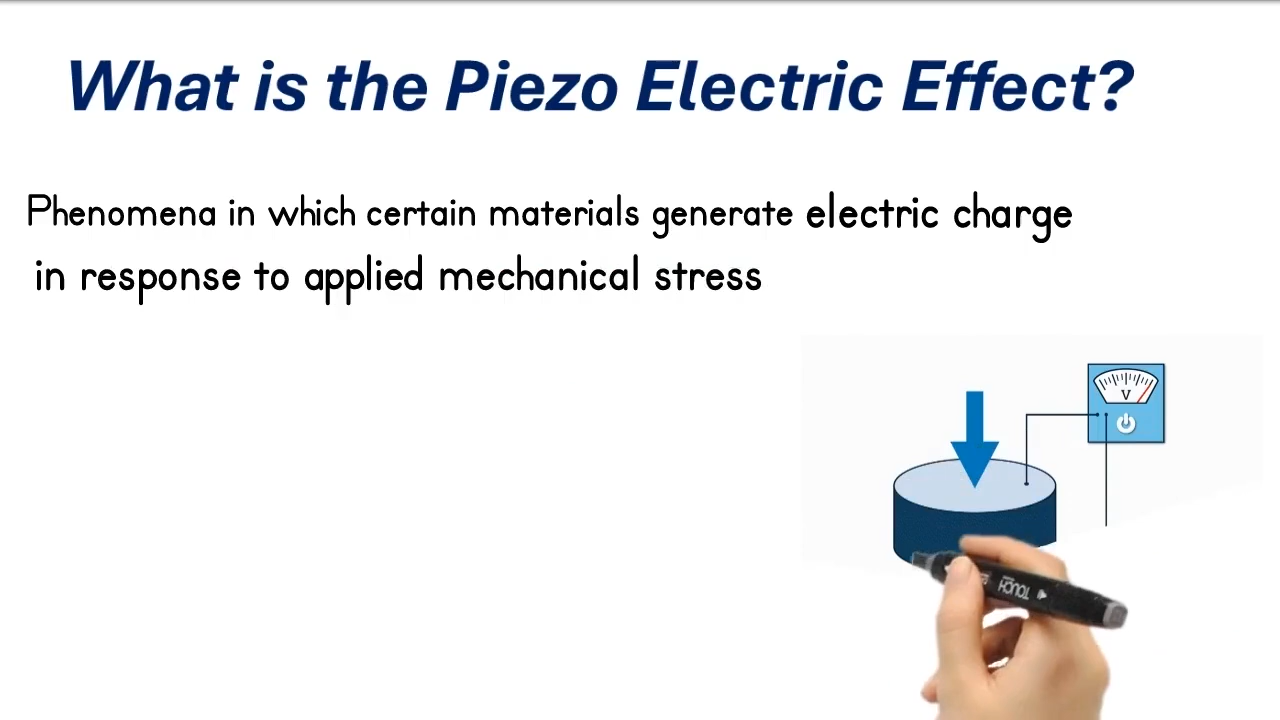 What is the Piezo Electric Effect?
Phenomena in which certain materials generate electric charge
in response to applied mechanical stress
V
TOUCH